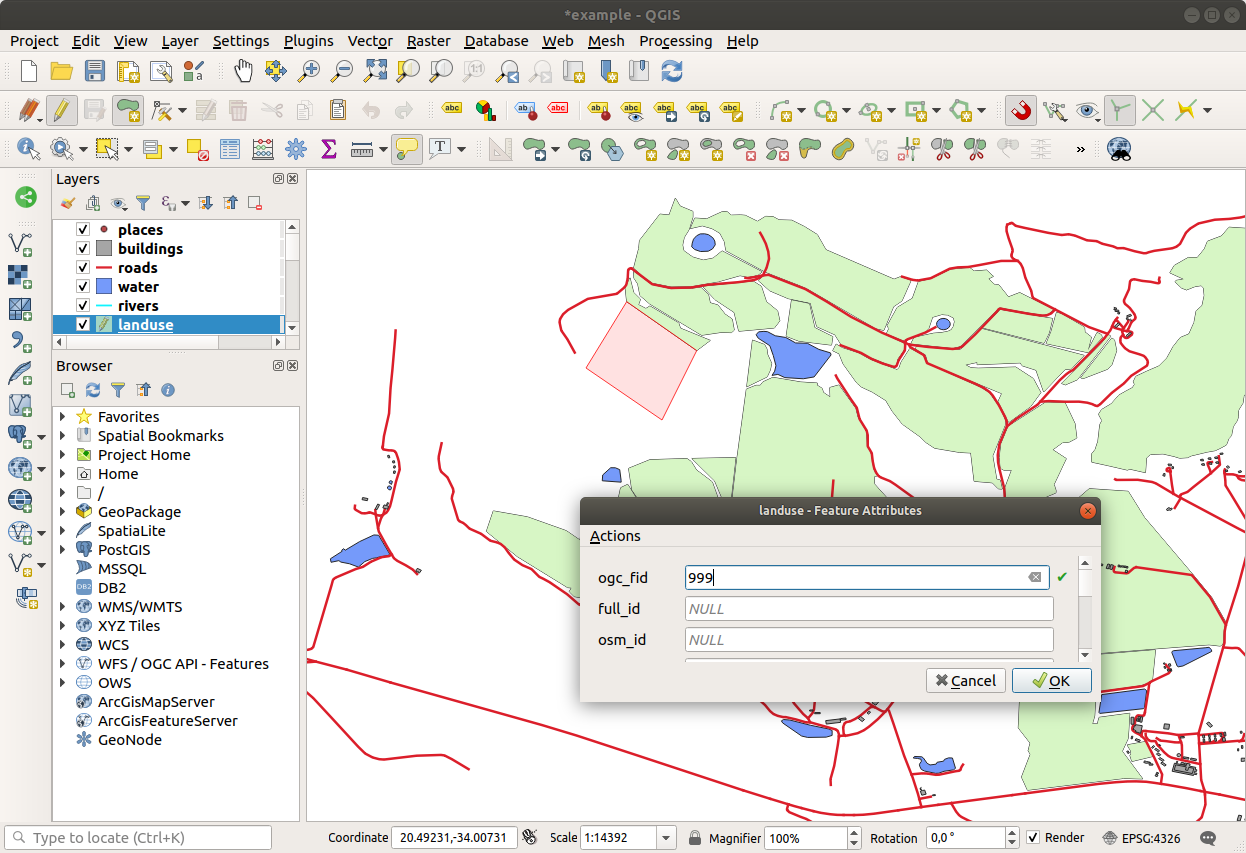 *example - QGIS
Project Edit View Layer Settings Plugins Vector Raster Database Web Mesh Processing Help
Layers
places
buildings
roads
water
rivers
landuse
Browser
Favorites
Spatial Bookmarks
Project Home
Home
/
GeoPackage
SpatiaLite
PostGIS
MSSQL
DB2
WMS/WMTS
XYZ Tiles
WCS
WFS / OGC API - Features
OWS
ArcGisMapServer
ArcGisFeatureServer
GeoNode
landuse - Feature Attributes
Actions
ogc_fid 999
full_id NULL
osm_id NULL
Cancel OK
Type to locate (Ctrl+K) Coordinate 20.49231,-34.00731 Scale 1:14392 Magnifier 100% Rotation 0,0 ° Render EPSG:4326